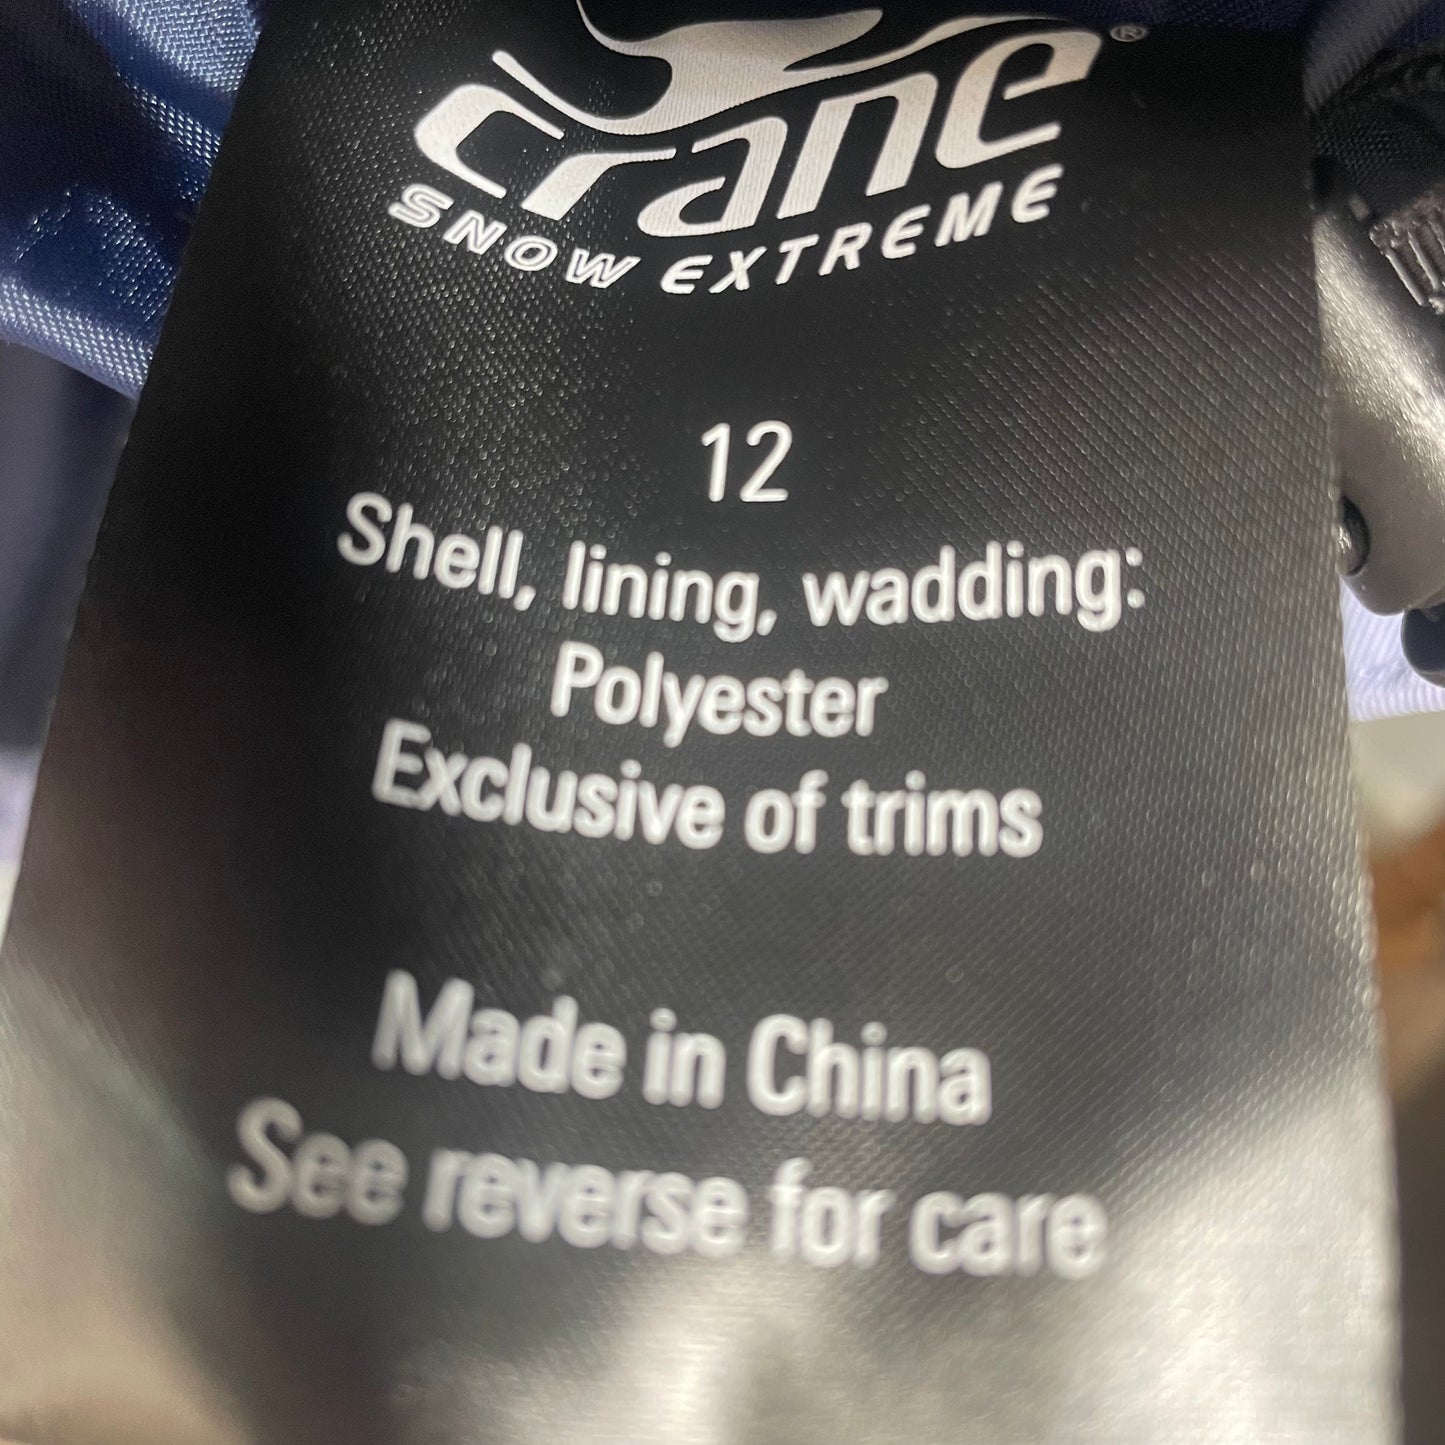 crane®
SNOW EXTREME
12
Shell, lining, wadding:
Polyester
Exclusive of trims
Made in China
See reverse for care